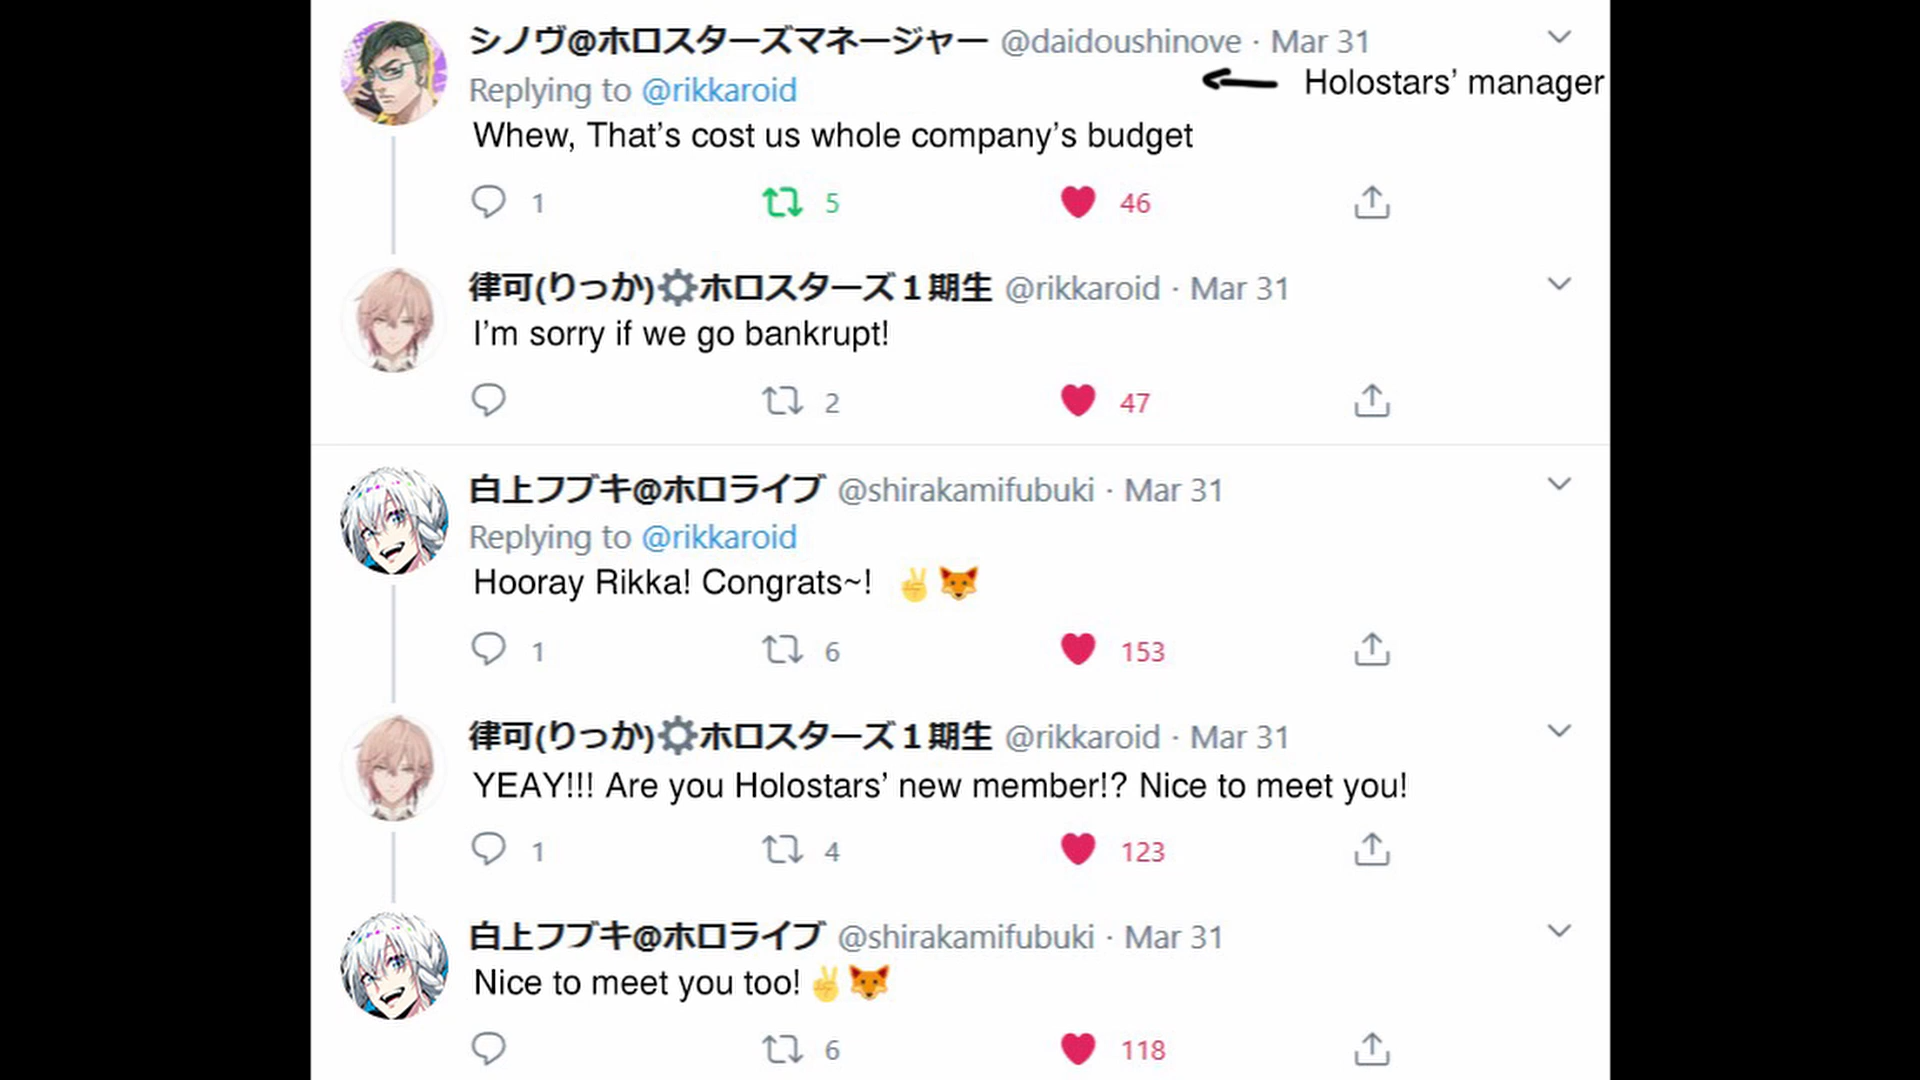 シノヴ@ホロスターズマネージャー @daidoushinove · Mar 31
Replying to @rikkaroid
Holostars’ manager
Whew, That’s cost us whole company’s budget
1 5 46
律可(りっか)⚙ホロスターズ１期生 @rikkaroid · Mar 31
I’m sorry if we go bankrupt!
2 47
白上フブキ@ホロライブ @shirakamifubuki · Mar 31
Replying to @rikkaroid
Hooray Rikka! Congrats~! ✌🦊
1 6 153
律可(りっか)⚙ホロスターズ１期生 @rikkaroid · Mar 31
YEAY!!! Are you Holostars’ new member!? Nice to meet you!
1 4 123
白上フブキ@ホロライブ @shirakamifubuki · Mar 31
Nice to meet you too!✌🦊
6 118